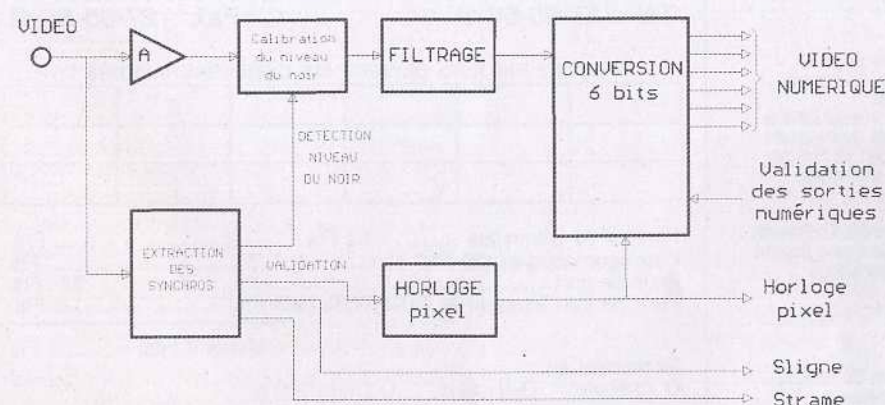 VIDEO
A
Calibration
du niveau
du noir
FILTRAGE
CONVERSION
6 bits
VIDEO
NUMERIQUE
DETECTION
NIVEAU
DU NOIR
Validation
des sorties
numériques
EXTRACTION
DES
SYNCHROS
VALIDATION
HORLOGE
pixel
Horloge
pixel
Sligne
Strame